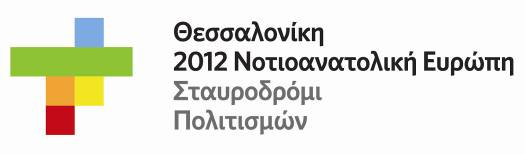 Θεσσαλονίκη
2012 Νοτιοανατολική Ευρώπη
Σταυροδρόμι
Πολιτισμών